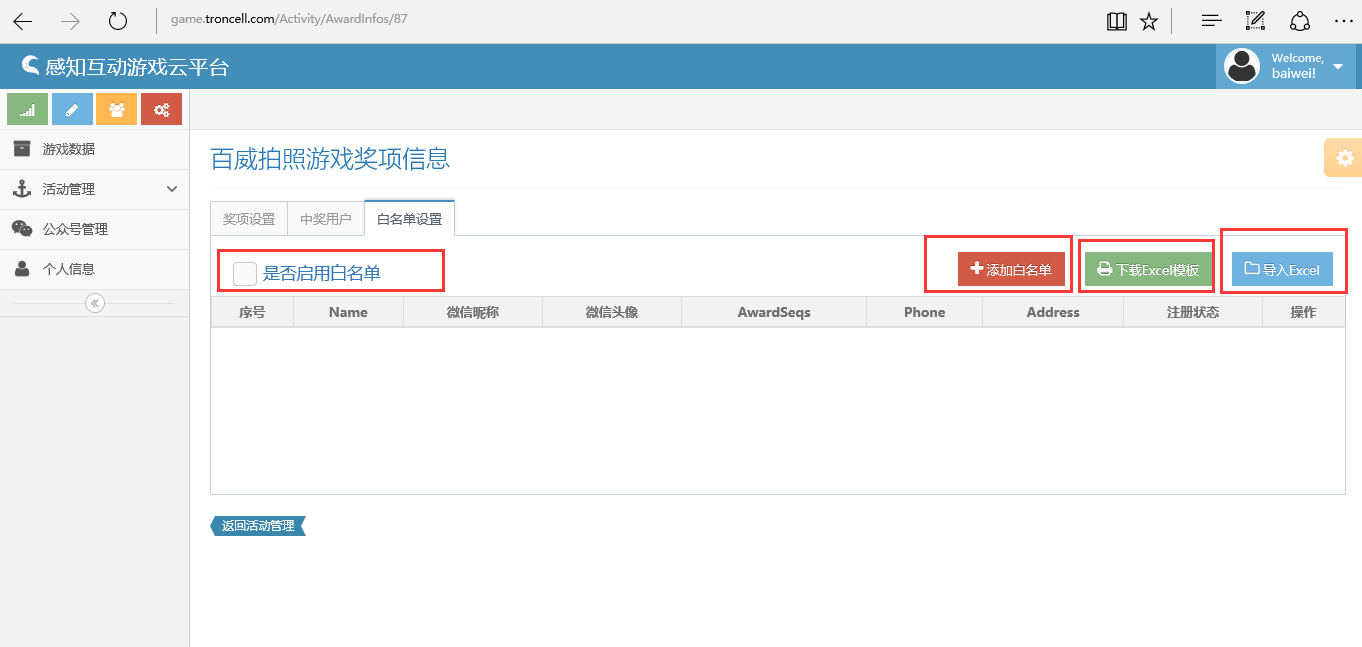 game.troncell.com/Activity/AwardInfos/87
感知互动游戏云平台
Welcome,
baiwei!
游戏数据
活动管理
公众号管理
个人信息
百威拍照游戏奖项信息
奖项设置 中奖用户 白名单设置
是否启用白名单 添加白名单 下载Excel模板 导入Excel
序号 Name 微信昵称 微信头像 AwardSeqs Phone Address 注册状态 操作
返回活动管理